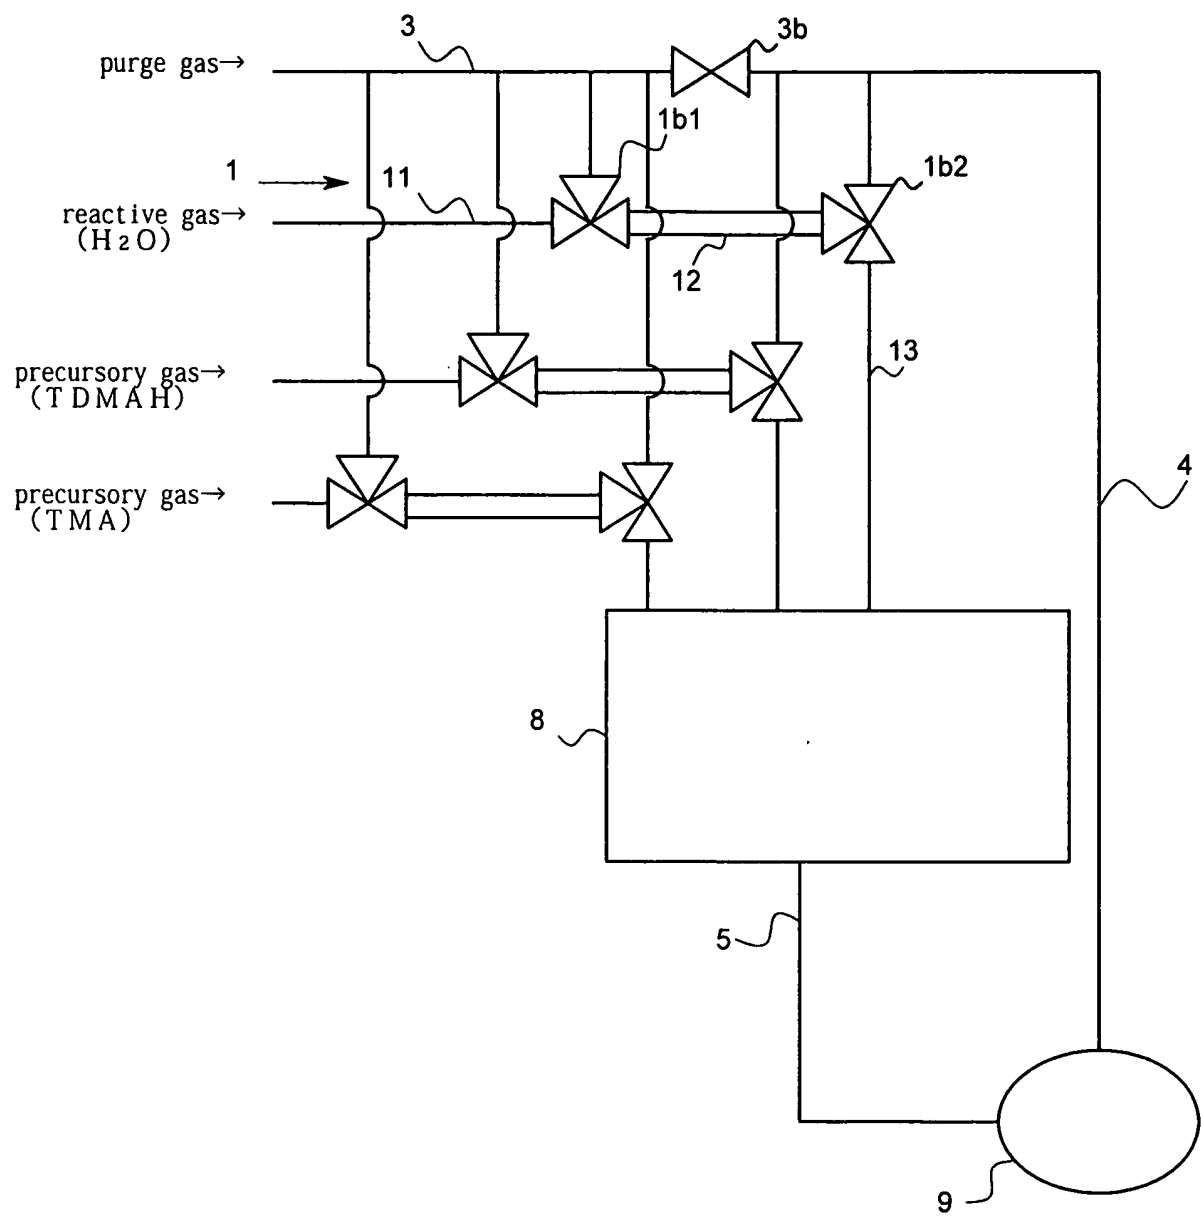 3
3b
purge gas→
1b1
1
11
1b2
reactive gas→
(H2O)
12
13
precursory gas→
(TDMAH)
4
precursory gas→
(TMA)
8
5
9